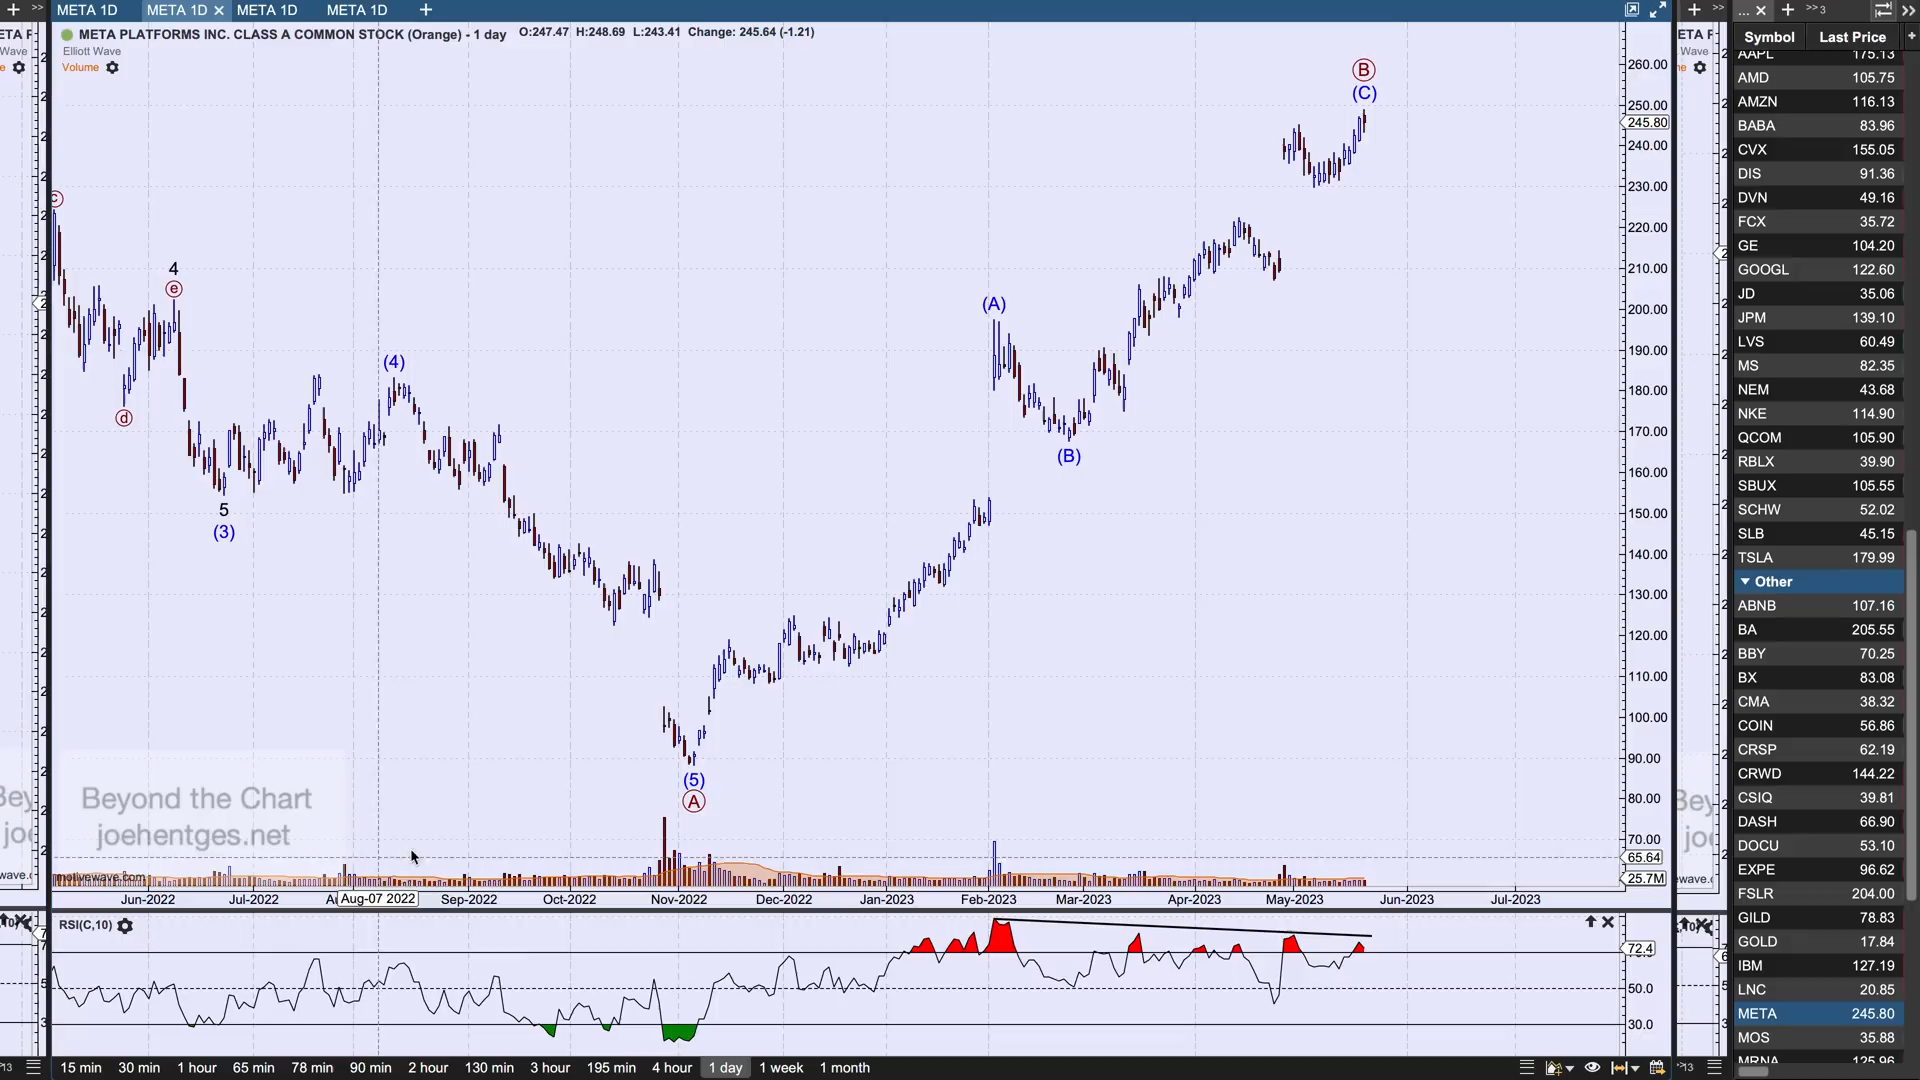 META 1D
META 1D
META 1D
META 1D
META PLATFORMS INC. CLASS A COMMON STOCK (Orange) - 1 day O:247.47 H:248.69 L:243.41 Change: 245.64 (-1.21)
Elliott Wave
Volume
B
(C)
c
4
e
d
5
(3)
(4)
(5)
A
(A)
(B)
260.00
250.00
245.80
240.00
230.00
220.00
210.00
200.00
190.00
180.00
170.00
160.00
150.00
140.00
130.00
120.00
110.00
100.00
90.00
80.00
70.00
65.64
25.7M
Beyond the Chart
joehentges.net
motivewave.com
Jun-2022 Jul-2022 Aug-07 2022 Sep-2022 Oct-2022 Nov-2022 Dec-2022 Jan-2023 Feb-2023 Mar-2023 Apr-2023 May-2023 Jun-2023 Jul-2023
RSI(C,10)
72.4
50.0
30.0
15 min 30 min 1 hour 65 min 78 min 90 min 2 hour 130 min 3 hour 195 min 4 hour 1 day 1 week 1 month
Symbol Last Price
AAPL 175.13
AMD 105.75
AMZN 116.13
BABA 83.96
CVX 155.05
DIS 91.36
DVN 49.16
FCX 35.72
GE 104.20
GOOGL 122.60
JD 35.06
JPM 139.10
LVS 60.49
MS 82.35
NEM 43.68
NKE 114.90
QCOM 105.90
RBLX 39.90
SBUX 105.55
SCHW 52.02
SLB 45.15
TSLA 179.99
Other
ABNB 107.16
BA 205.55
BBY 70.25
BX 83.08
CMA 38.32
COIN 56.86
CRSP 62.19
CRWD 144.22
CSIQ 39.81
DASH 66.90
DOCU 53.10
EXPE 96.62
FSLR 204.00
GILD 78.83
GOLD 17.84
IBM 127.19
LNC 20.85
META 245.80
MOS 35.88
MRNA 125.96